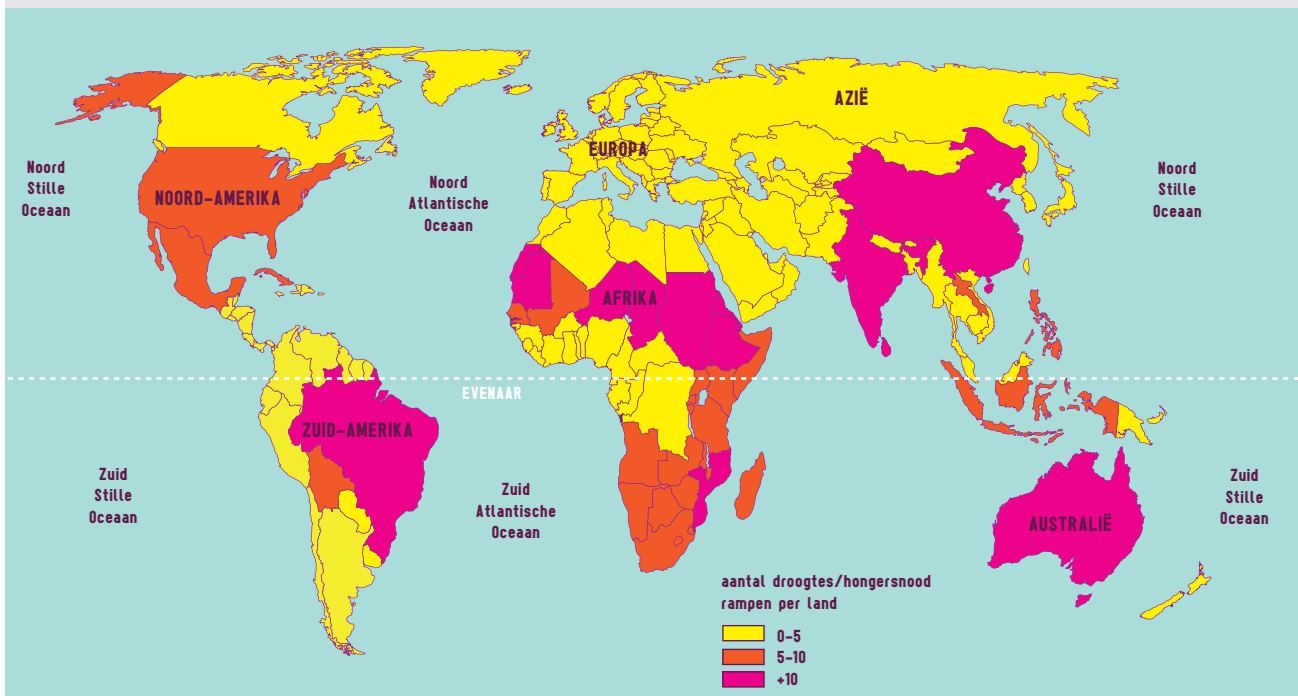 AZIË
EUROPA
Noord
Stille
Oceaan
NOORD-AMERIKA
Noord
Atlantische
Oceaan
Noord
Stille
Oceaan
AFRIKA
EVENAAR
ZUID-AMERIKA
Zuid
Stille
Oceaan
Zuid
Atlantische
Oceaan
AUSTRALIË
Zuid
Stille
Oceaan
aantal droogtes/hongersnood
rampen per land
0-5
5-10
+10